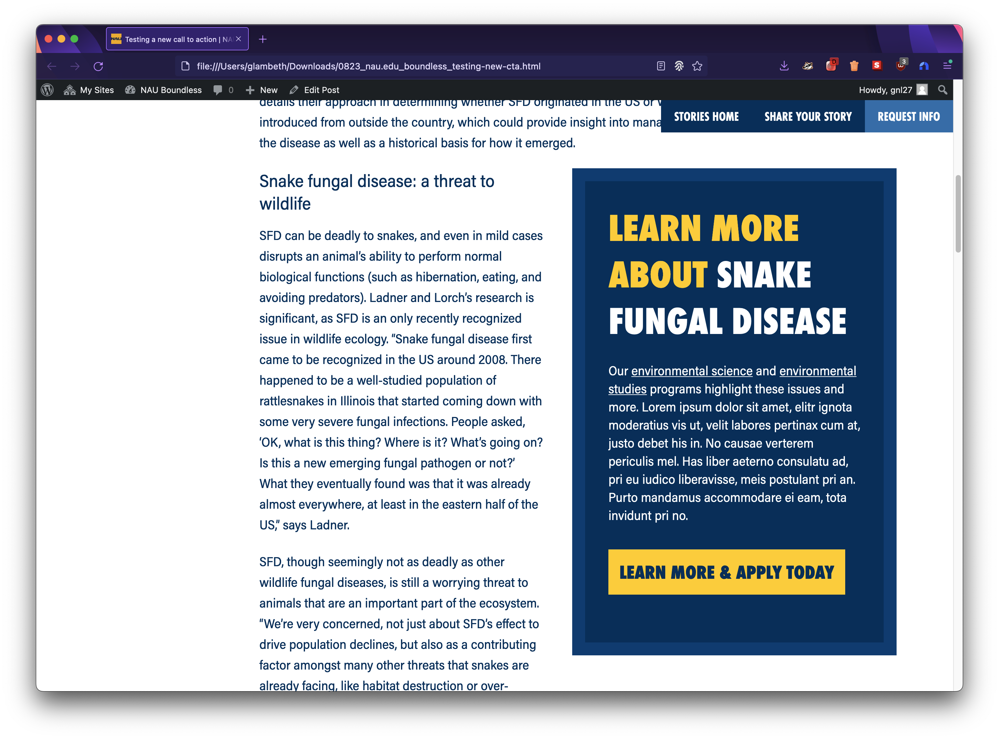 NAU Testing a new call to action | NA
file:///Users/glambeth/Downloads/0823_nau.edu_boundless_testing-new-cta.html
D
S
3
My Sites NAU Boundless 0 New Edit Post Howdy, gnl27
STORIES HOME SHARE YOUR STORY REQUEST INFO
details their approach in determining whether SFD originated in the US or
introduced from outside the country, which could provide insight into mana
the disease as well as a historical basis for how it emerged.
Snake fungal disease: a threat to
wildlife
SFD can be deadly to snakes, and even in mild cases
disrupts an animal’s ability to perform normal
biological functions (such as hibernation, eating, and
avoiding predators). Ladner and Lorch’s research is
significant, as SFD is an only recently recognized
issue in wildlife ecology. “Snake fungal disease first
came to be recognized in the US around 2008. There
happened to be a well-studied population of
rattlesnakes in Illinois that started coming down with
some very severe fungal infections. People asked,
‘OK, what is this thing? Where is it? What’s going on?
Is this a new emerging fungal pathogen or not?’
What they eventually found was that it was already
almost everywhere, at least in the eastern half of the
US,” says Ladner.
SFD, though seemingly not as deadly as other
wildlife fungal diseases, is still a worrying threat to
animals that are an important part of the ecosystem.
“We’re very concerned, not just about SFD’s effect to
drive population declines, but also as a contributing
factor amongst many other threats that snakes are
already facing, like habitat destruction or over-
LEARN MORE
ABOUT SNAKE
FUNGAL DISEASE
Our environmental science and environmental
studies programs highlight these issues and
more. Lorem ipsum dolor sit amet, elitr ignota
moderatius vis ut, velit labores pertinax cum at,
justo debet his in. No causae verterem
periculis mel. Has liber aeterno consulatu ad,
pri eu iudico liberavisse, meis postulant pri an.
Purto mandamus accommodare ei eam, tota
invidunt pri no.
LEARN MORE & APPLY TODAY